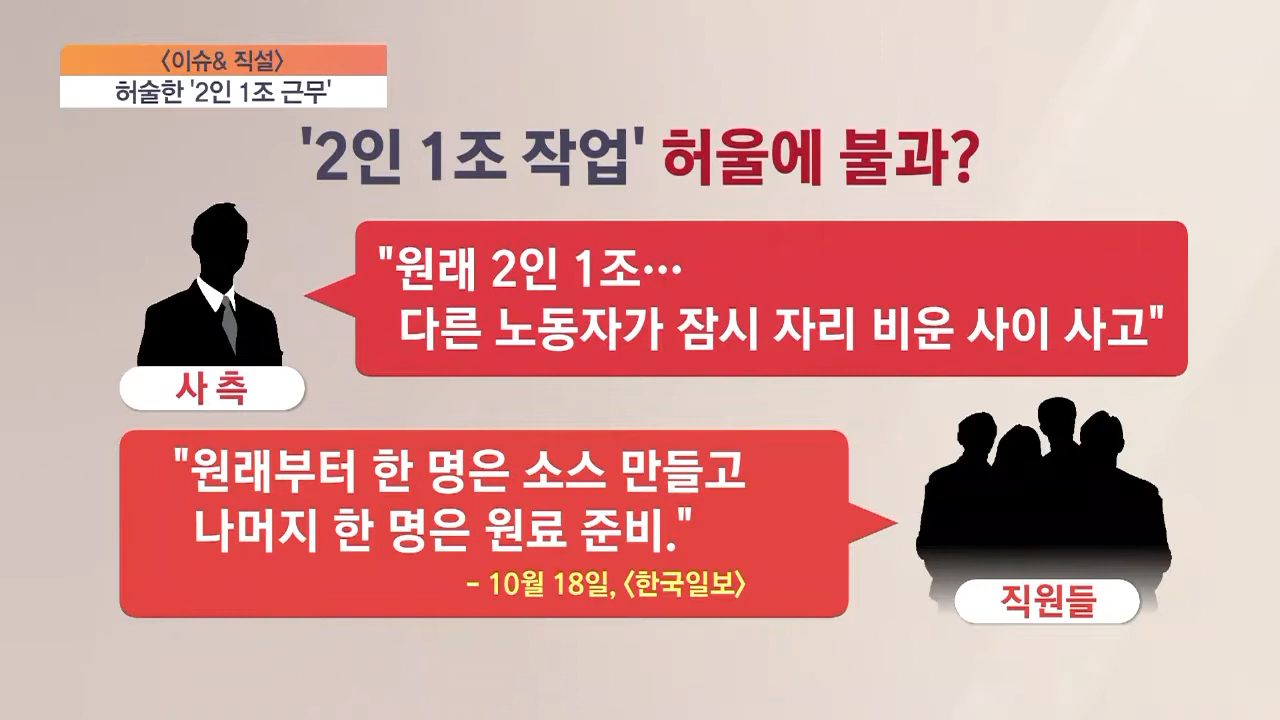 〈이슈& 직설〉
허술한 '2인 1조 근무'
'2인 1조 작업' 허울에 불과?
"원래 2인 1조…
다른 노동자가 잠시 자리 비운 사이 사고"
사 측
"원래부터 한 명은 소스 만들고
나머지 한 명은 원료 준비."
- 10월 18일, 〈한국일보〉
직원들